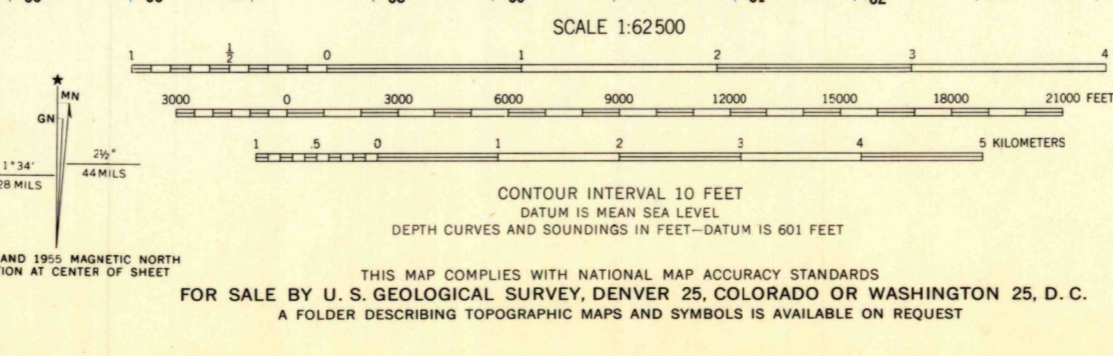 SCALE 1:62500
1 1/2 0 1 2 3 4
3000 0 3000 6000 9000 12000 15000 18000 21000 FEET
1 .5 0 1 2 3 4 5 KILOMETERS
MN
GN
1°34′ 2½°
28 MILS 44 MILS
AND 1955 MAGNETIC NORTH
ION AT CENTER OF SHEET
CONTOUR INTERVAL 10 FEET
DATUM IS MEAN SEA LEVEL
DEPTH CURVES AND SOUNDINGS IN FEET—DATUM IS 601 FEET
THIS MAP COMPLIES WITH NATIONAL MAP ACCURACY STANDARDS
FOR SALE BY U. S. GEOLOGICAL SURVEY, DENVER 25, COLORADO OR WASHINGTON 25, D. C.
A FOLDER DESCRIBING TOPOGRAPHIC MAPS AND SYMBOLS IS AVAILABLE ON REQUEST